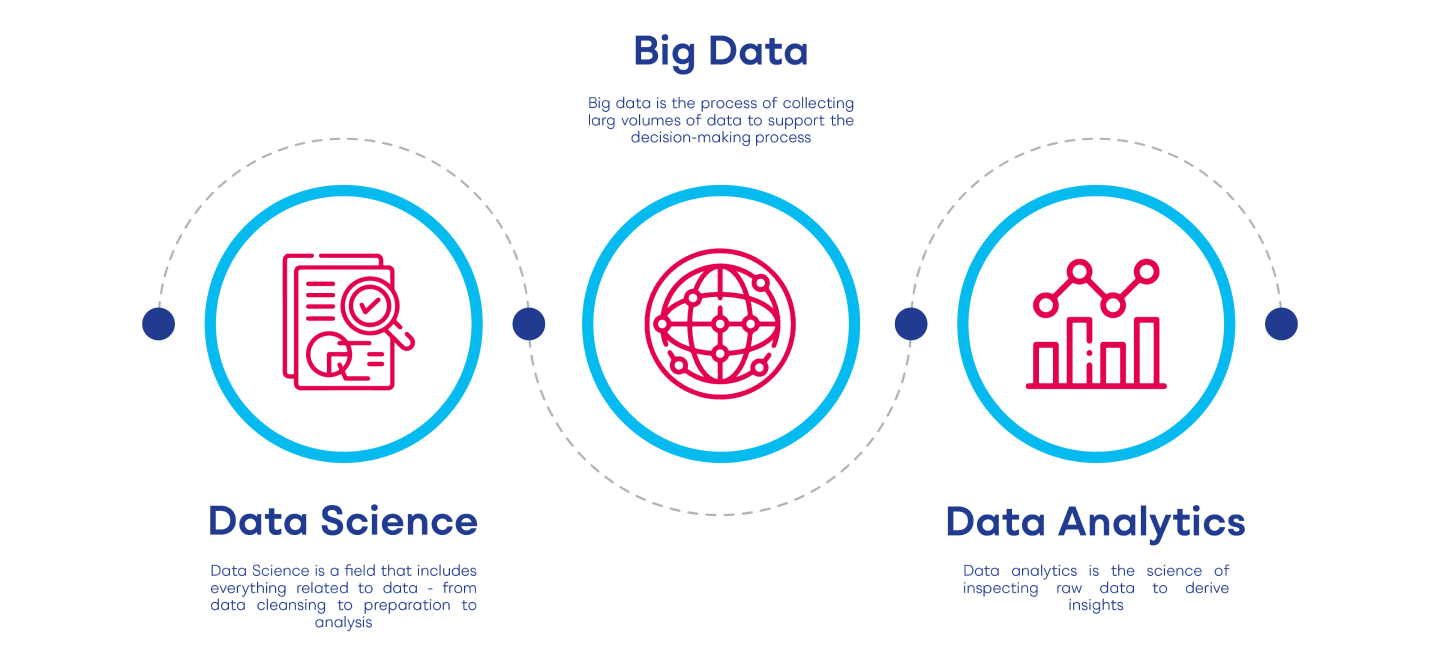 Big Data
Big data is the process of collecting
larg volumes of data to support the
decision-making process
Data Science
Data Science is a field that includes
everything related to data - from
data cleansing to preparation to
analysis
Data Analytics
Data analytics is the science of
inspecting raw data to derive
insights